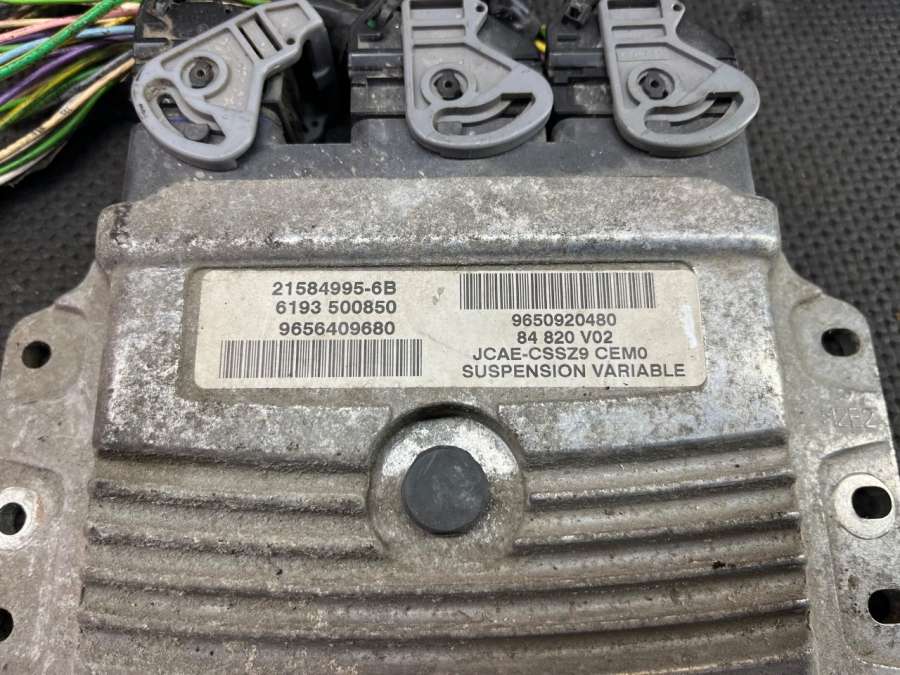 21584995-6B
6193 500850
9656409680
9650920480
84 820 V02
JCAE-CSSZ9 CEM0
SUSPENSION VARIABLE